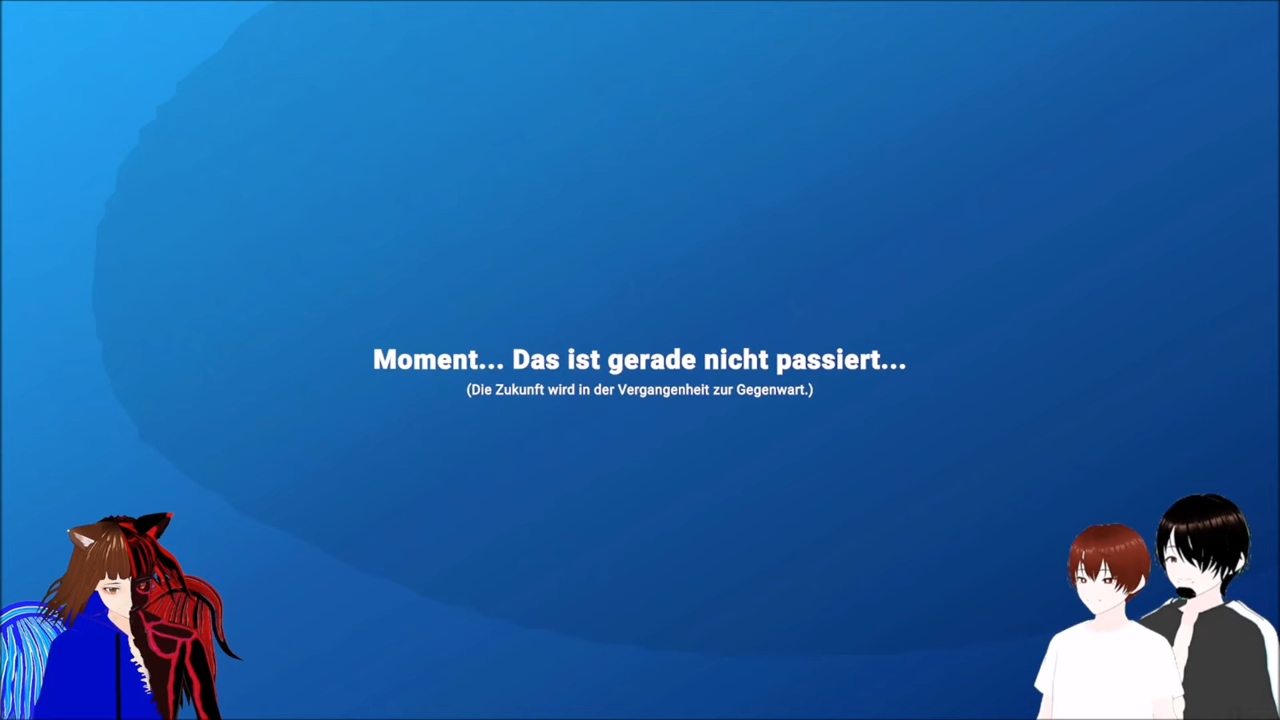 Moment... Das ist gerade nicht passiert...
(Die Zukunft wird in der Vergangenheit zur Gegenwart.)